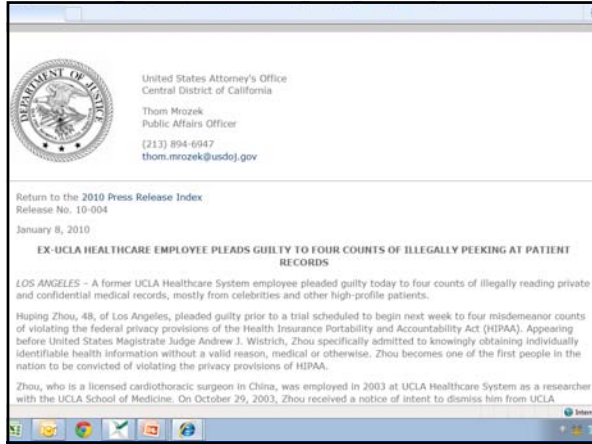 DEPARTMENT OF JUSTICE
United States Attorney's Office
Central District of California
Thom Mrozek
Public Affairs Officer
(213) 894-6947
thom.mrozek@usdoj.gov
Return to the 2010 Press Release Index
Release No. 10-004
January 8, 2010
EX-UCLA HEALTHCARE EMPLOYEE PLEADS GUILTY TO FOUR COUNTS OF ILLEGALLY PEEKING AT PATIENT
RECORDS
LOS ANGELES – A former UCLA Healthcare System employee pleaded guilty today to four counts of illegally reading private
and confidential medical records, mostly from celebrities and other high-profile patients.
Huping Zhou, 48, of Los Angeles, pleaded guilty prior to a trial scheduled to begin next week to four misdemeanor counts
of violating the federal privacy provisions of the Health Insurance Portability and Accountability Act (HIPAA). Appearing
before United States Magistrate Judge Andrew J. Wistrich, Zhou specifically admitted to knowingly obtaining individually
identifiable health information without a valid reason, medical or otherwise. Zhou becomes one of the first people in the
nation to be convicted of violating the privacy provisions of HIPAA.
Zhou, who is a licensed cardiothoracic surgeon in China, was employed in 2003 at UCLA Healthcare System as a researcher
with the UCLA School of Medicine. On October 29, 2003, Zhou received a notice of intent to dismiss him from UCLA
Intern